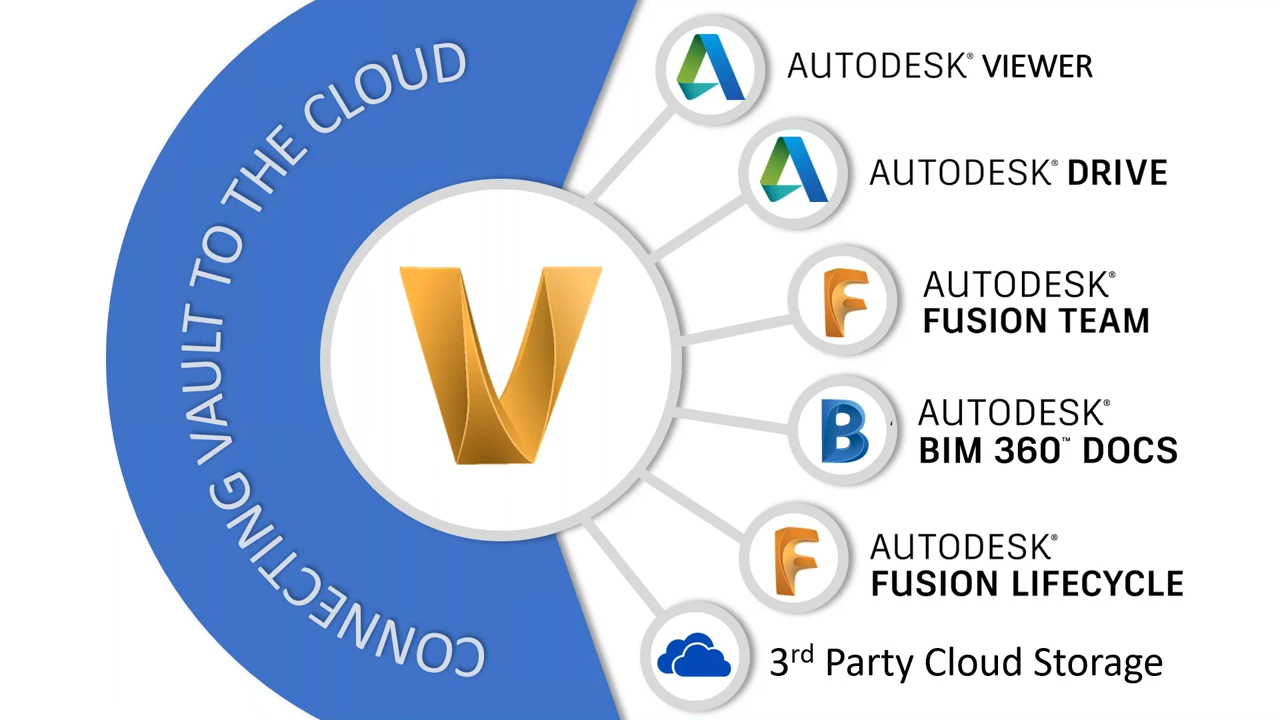 CONNECTING VAULT TO THE CLOUD
AUTODESK® VIEWER
AUTODESK® DRIVE
AUTODESK®
FUSION TEAM
AUTODESK®
BIM 360™ DOCS
AUTODESK®
FUSION LIFECYCLE
3rd Party Cloud Storage